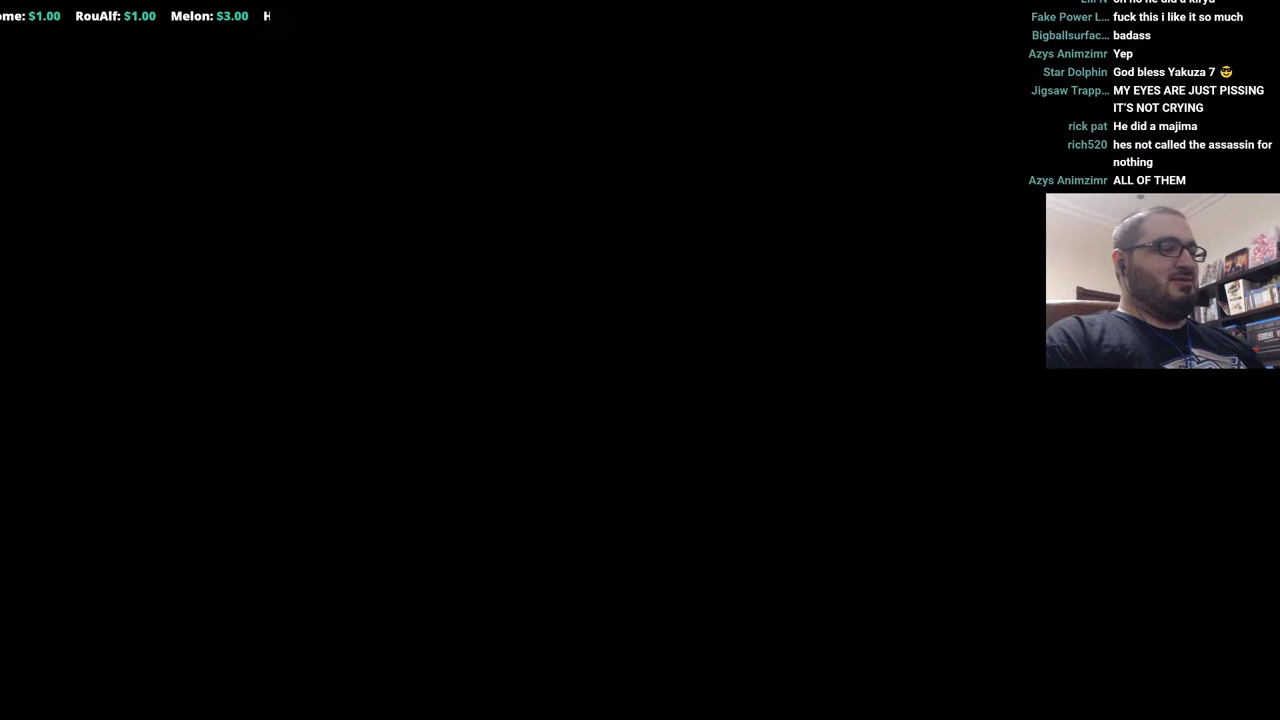 ome: $1.00 RouAlf: $1.00 Melon: $3.00 H
Fake Power L… fuck this i like it so much
Bigballsurfac… badass
Azys Animzimr Yep
Star Dolphin God bless Yakuza 7 😎
Jigsaw Trapp… MY EYES ARE JUST PISSING
IT'S NOT CRYING
rick pat He did a majima
rich520 hes not called the assassin for
nothing
Azys Animzimr ALL OF THEM